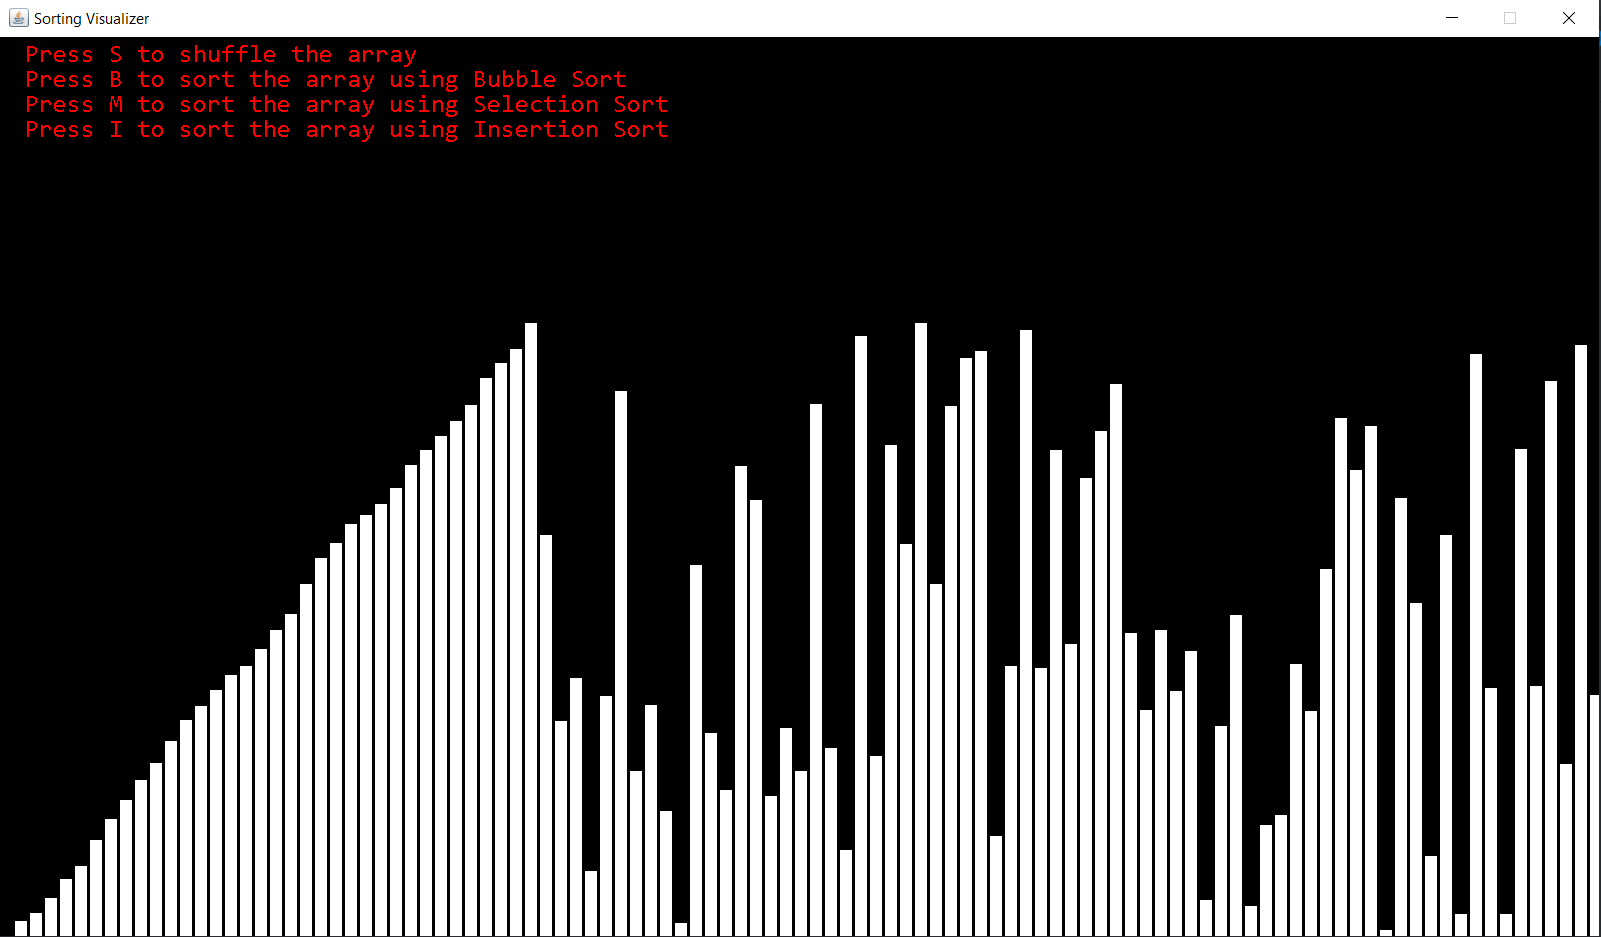 Sorting Visualizer
Press S to shuffle the array
Press B to sort the array using Bubble Sort
Press M to sort the array using Selection Sort
Press I to sort the array using Insertion Sort